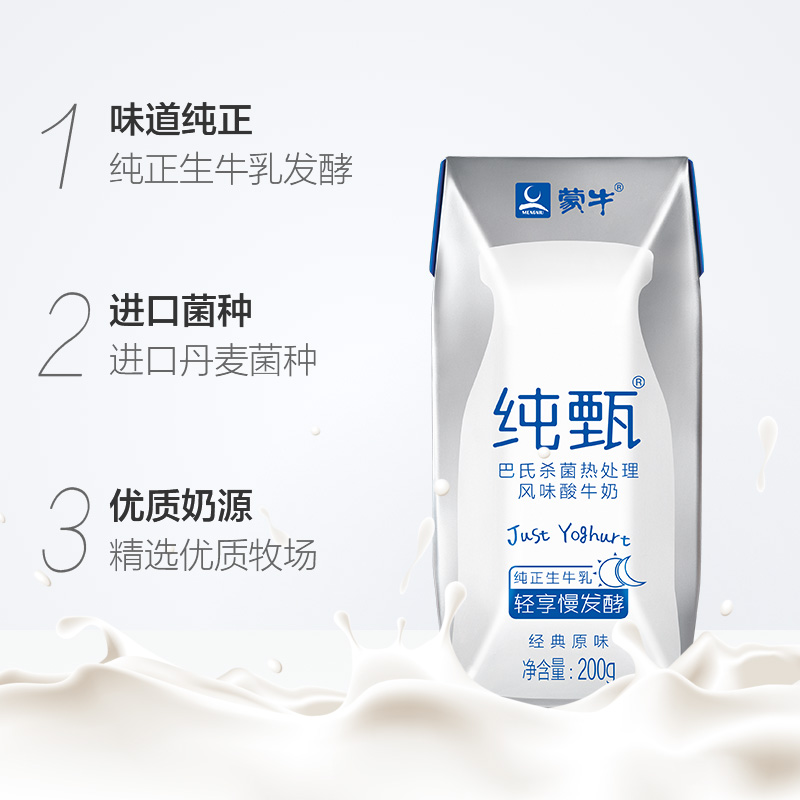 1
味道纯正
纯正生牛乳发酵
2
进口菌种
进口丹麦菌种
3
优质奶源
精选优质牧场
MENGNIU
蒙牛®
纯甄®
巴氏杀菌热处理
风味酸牛奶
Just Yoghurt
纯正生牛乳
轻享慢发酵
经典原味
净含量:200g